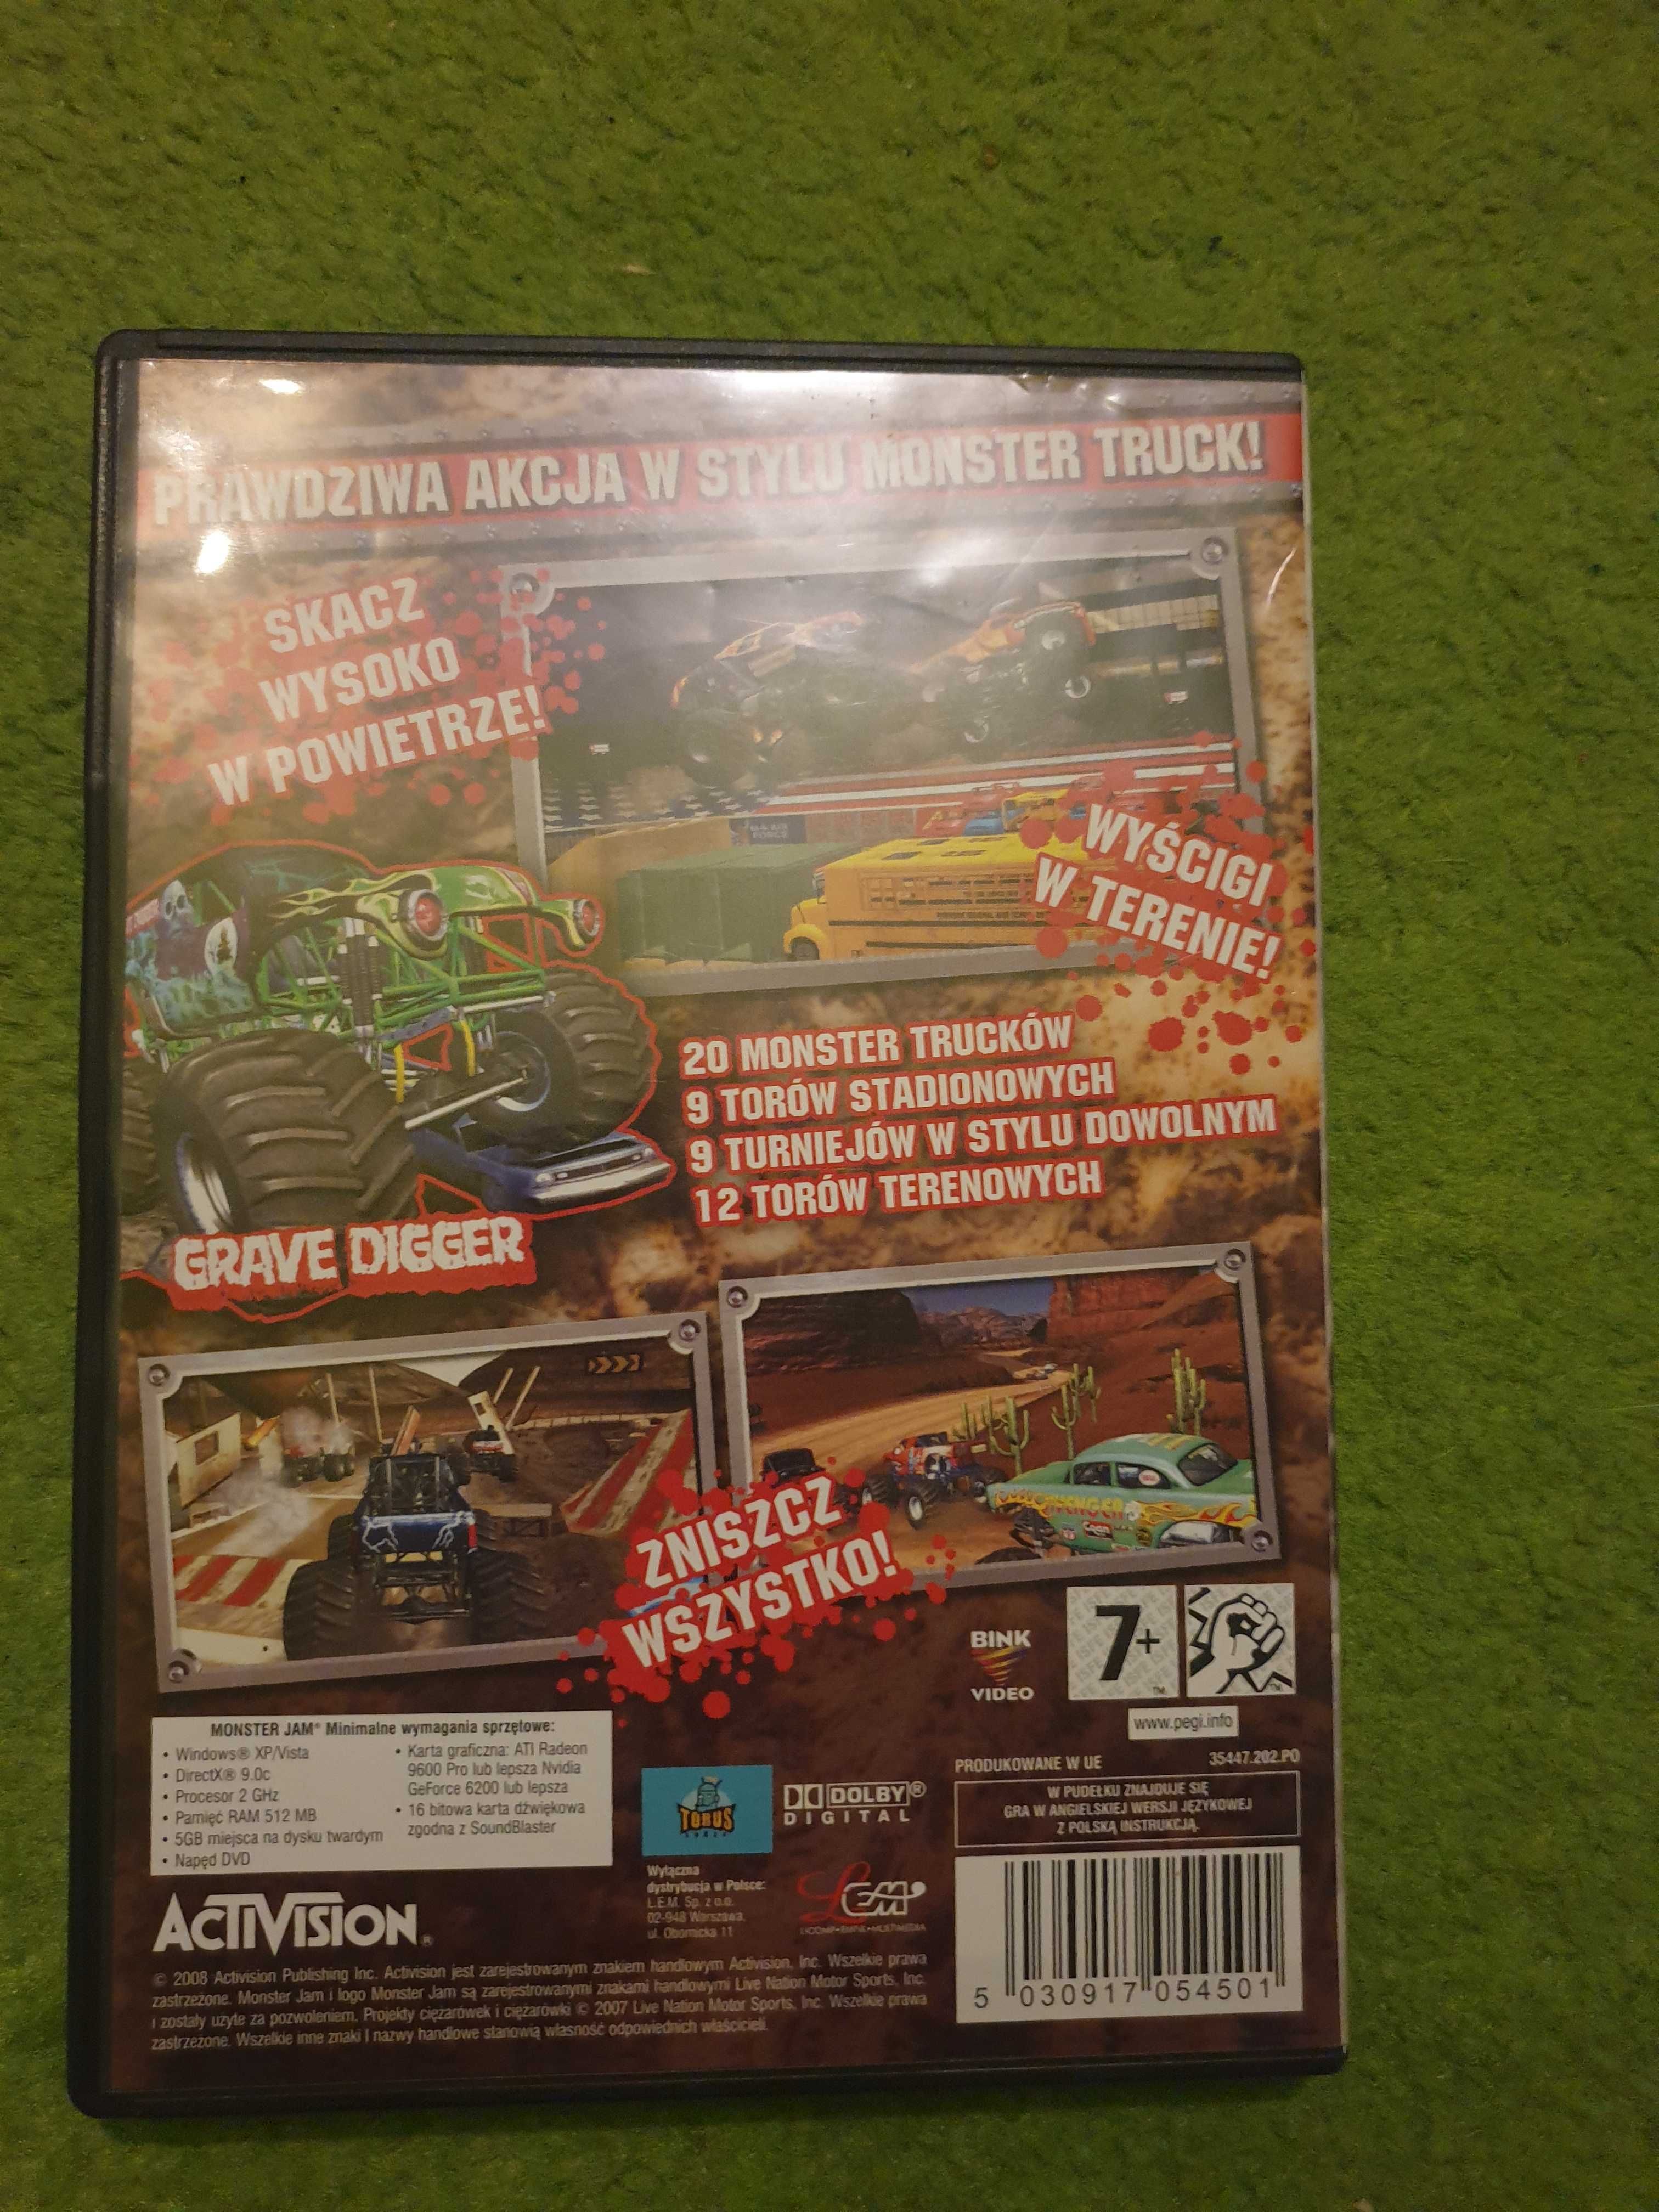 PRAWDZIWA AKCJA W STYLU MONSTER TRUCK!
SKACZ
WYSOKO
W POWIETRZE!
WYŚCIGI
W TERENIE!
20 MONSTER TRUCKÓW
9 TORÓW STADIONOWYCH
9 TURNIEJÓW W STYLU DOWOLNYM
12 TORÓW TERENOWYCH
GRAVE DIGGER
ZNISZCZ
WSZYSTKO!
BINK
VIDEO
7+
www.pegi.info
MONSTER JAM® Minimalne wymagania sprzętowe:
• Windows® XP/Vista
• DirectX® 9.0c
• Procesor 2 GHz
• Pamięć RAM 512 MB
• 5GB miejsca na dysku twardym
• Napęd DVD
• Karta graficzna: ATI Radeon
9600 Pro lub lepsza Nvidia
GeForce 6200 lub lepsza
• 16 bitowa karta dźwiękowa
zgodna z SoundBlaster
TORUS
DOLBY®
DIGITAL
PRODUKOWANE W UE
35447.202.PO
W PUDEŁKU ZNAJDUJE SIĘ
GRA W ANGIELSKIEJ WERSJI JĘZYKOWEJ
Z POLSKĄ INSTRUKCJĄ.
Wyłączna
dystrybucja w Polsce:
L.E.M. Sp. z o.o.
02-948 Warszawa,
ul. Obornicka 11
LEM
ACTIVISION®
© 2008 Activision Publishing Inc. Activision jest zarejestrowanym znakiem handlowym Activision, Inc. Wszelkie prawa
zastrzeżone. Monster Jam i logo Monster Jam są zarejestrowanymi znakami handlowymi Live Nation Motor Sports, Inc.
i zostały użyte za pozwoleniem. Projekty ciężarówek i ciężarówki © 2007 Live Nation Motor Sports, Inc. Wszelkie prawa
zastrzeżone. Wszelkie inne znaki i nazwy handlowe stanowią własność odpowiednich właścicieli.
5 030917 054501